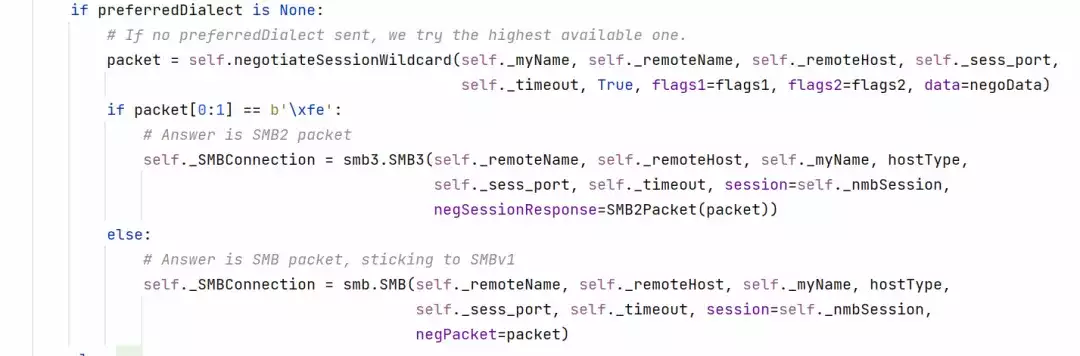 if preferredDialect is None:
# If no preferredDialect sent, we try the highest available one.
packet = self.negotiateSessionWildcard(self._myName, self._remoteName, self._remoteHost, self._sess_port,
self._timeout, True, flags1=flags1, flags2=flags2, data=negoData)
if packet[0:1] == b'\xfe':
# Answer is SMB2 packet
self._SMBConnection = smb3.SMB3(self._remoteName, self._remoteHost, self._myName, hostType,
self._sess_port, self._timeout, session=self._nmbSession,
negSessionResponse=SMB2Packet(packet))
else:
# Answer is SMB packet, sticking to SMBv1
self._SMBConnection = smb.SMB(self._remoteName, self._remoteHost, self._myName, hostType,
self._sess_port, self._timeout, session=self._nmbSession,
negPacket=packet)